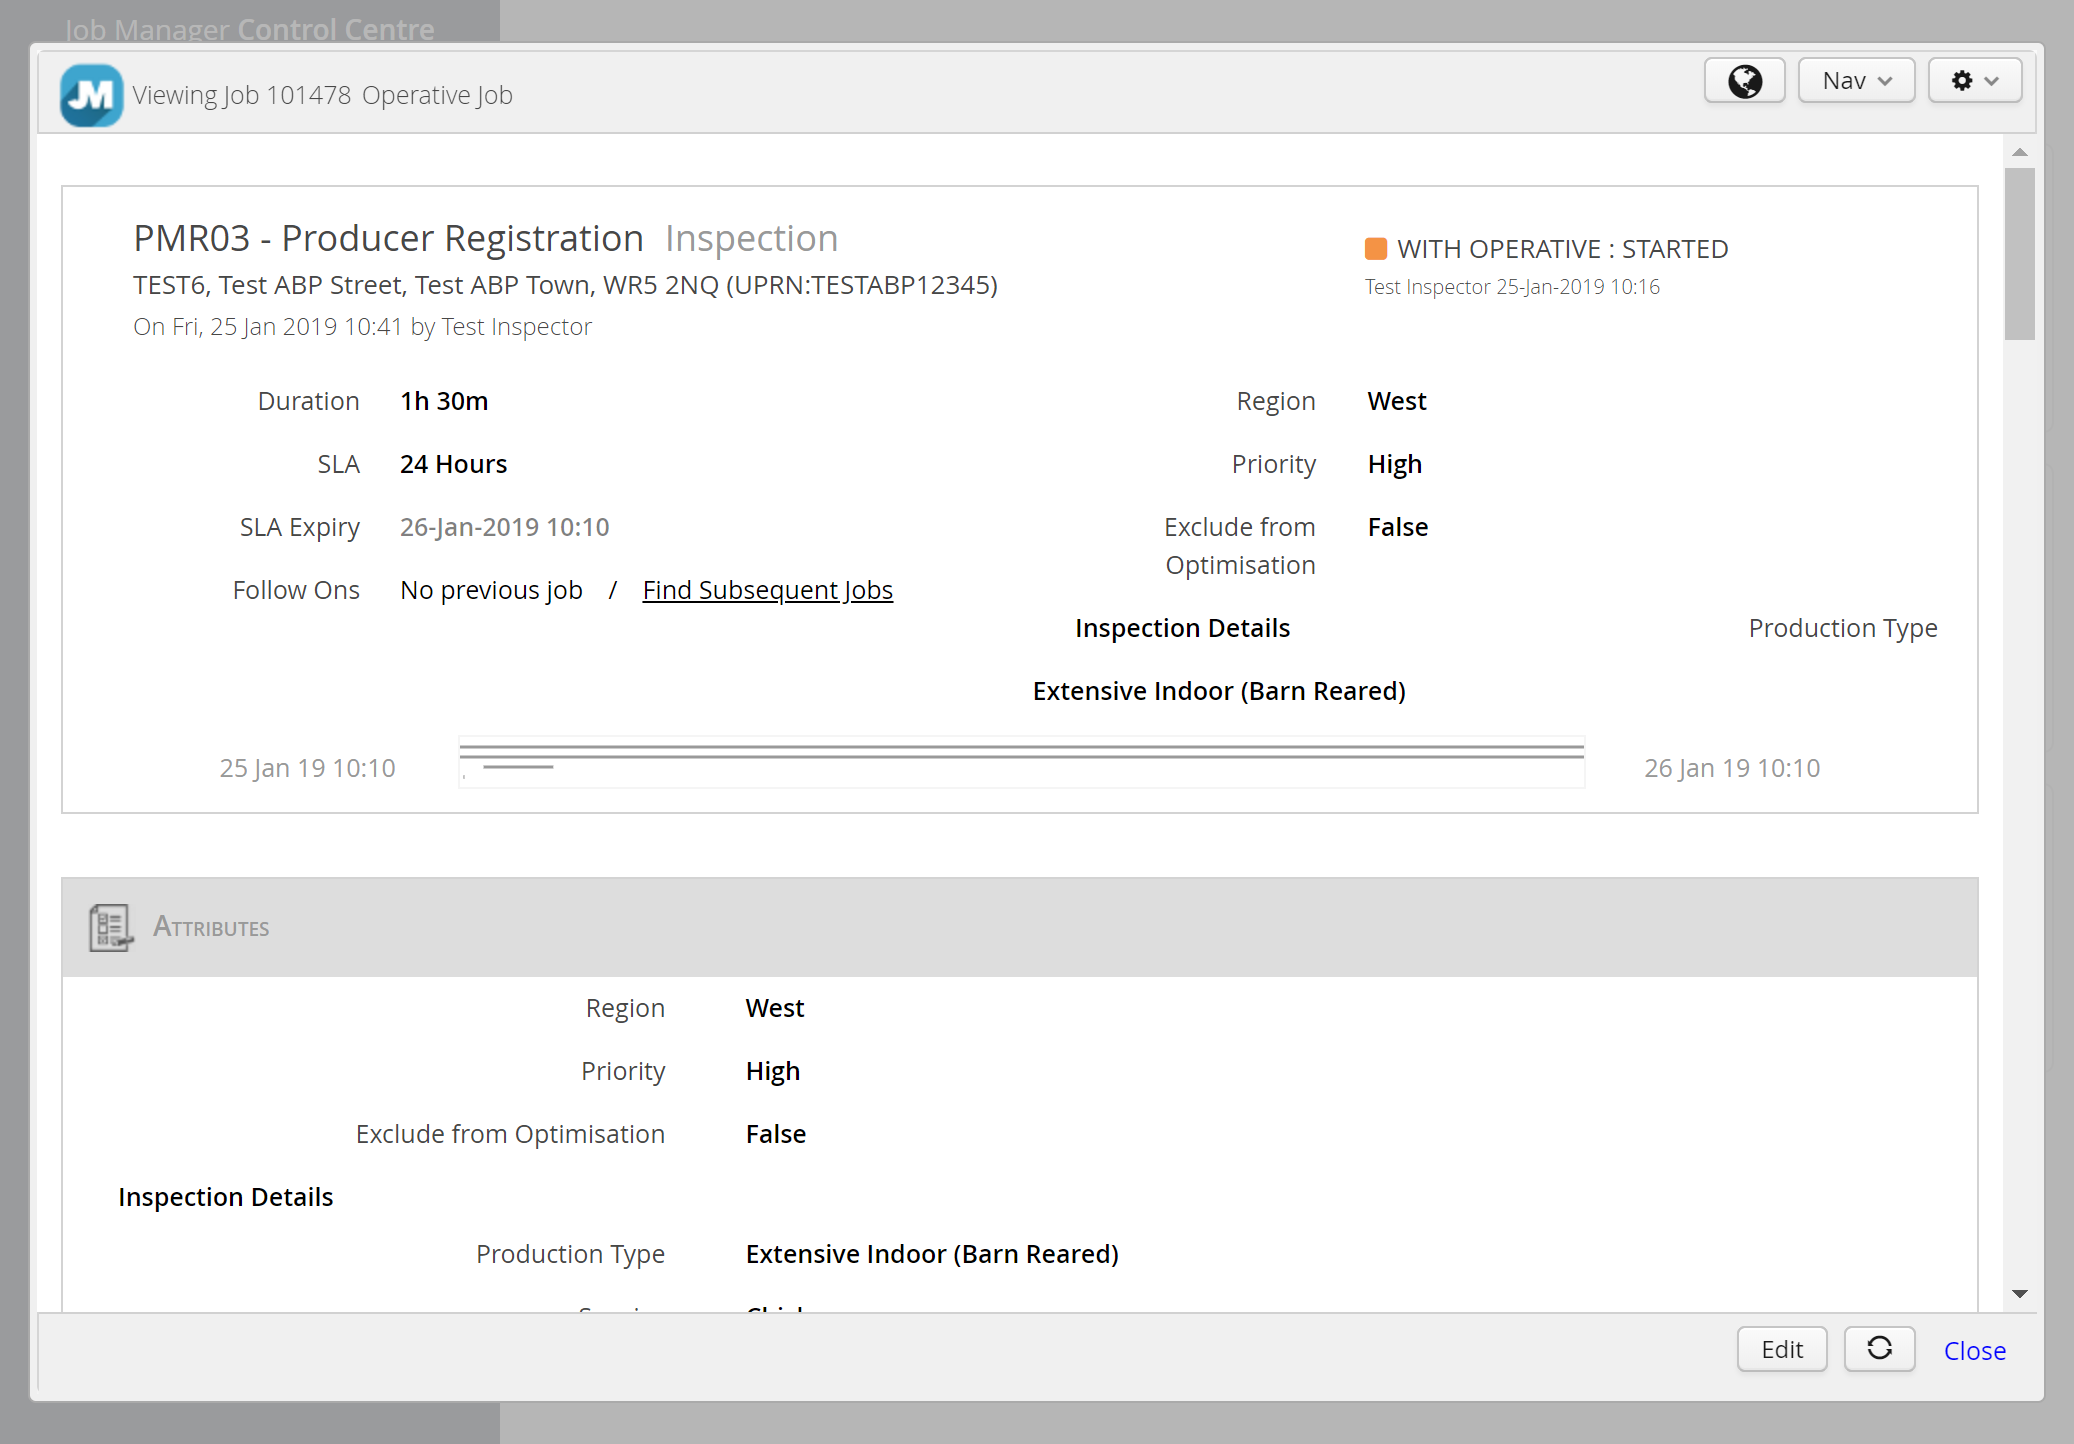 Job Manager Control Centre
JM
Viewing Job 101478 Operative Job
Nav
PMR03 - Producer Registration Inspection
TEST6, Test ABP Street, Test ABP Town, WR5 2NQ (UPRN:TESTABP12345)
On Fri, 25 Jan 2019 10:41 by Test Inspector
WITH OPERATIVE : STARTED
Test Inspector 25-Jan-2019 10:16
Duration 1h 30m
SLA 24 Hours
SLA Expiry 26-Jan-2019 10:10
Follow Ons No previous job / Find Subsequent Jobs
Region West
Priority High
Exclude from False
Optimisation
Inspection Details Production Type
Extensive Indoor (Barn Reared)
25 Jan 19 10:10 26 Jan 19 10:10
Attributes
Region West
Priority High
Exclude from Optimisation False
Inspection Details
Production Type Extensive Indoor (Barn Reared)
Edit Close